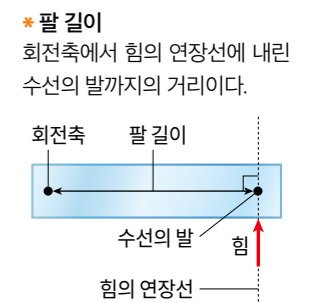 * 팔 길이
회전축에서 힘의 연장선에 내린
수선의 발까지의 거리이다.
회전축 팔 길이
수선의 발
힘
힘의 연장선